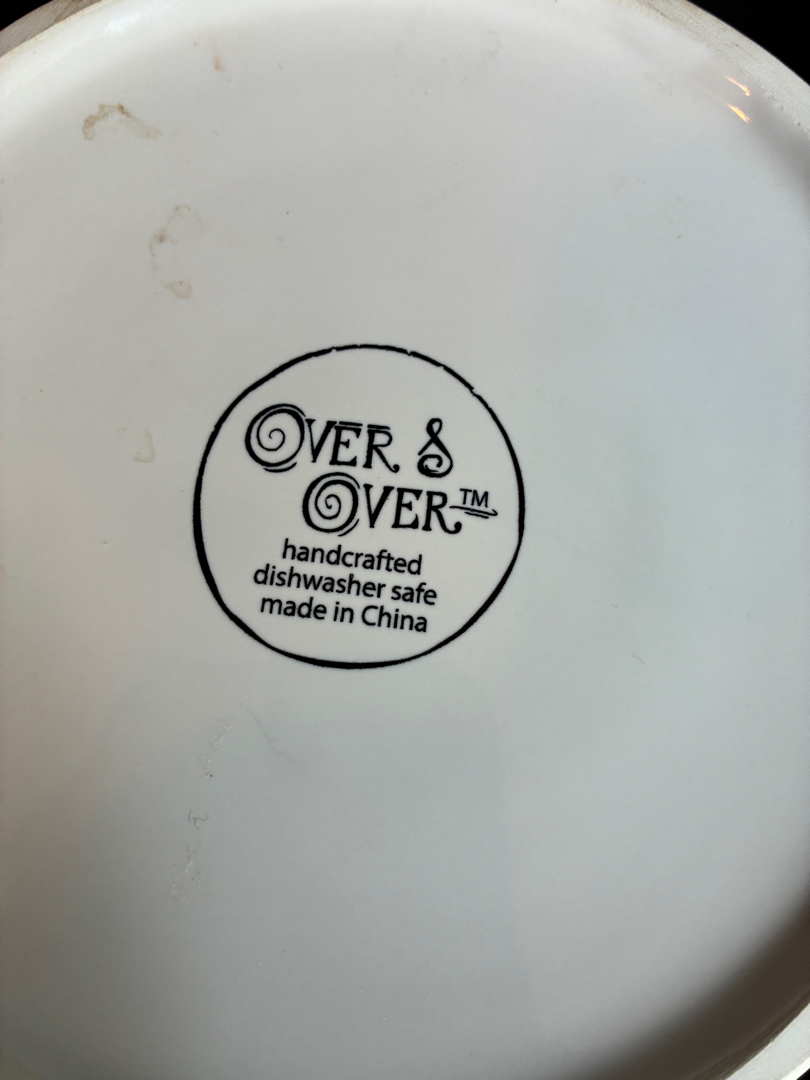 OVER &
OVER™
handcrafted
dishwasher safe
made in China